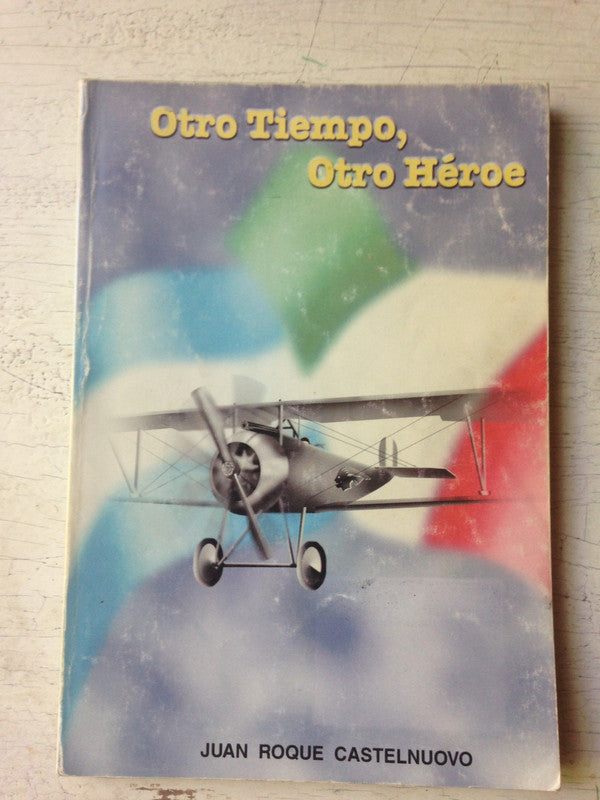 Otro Tiempo,
Otro Héroe
JUAN ROQUE CASTELNUOVO